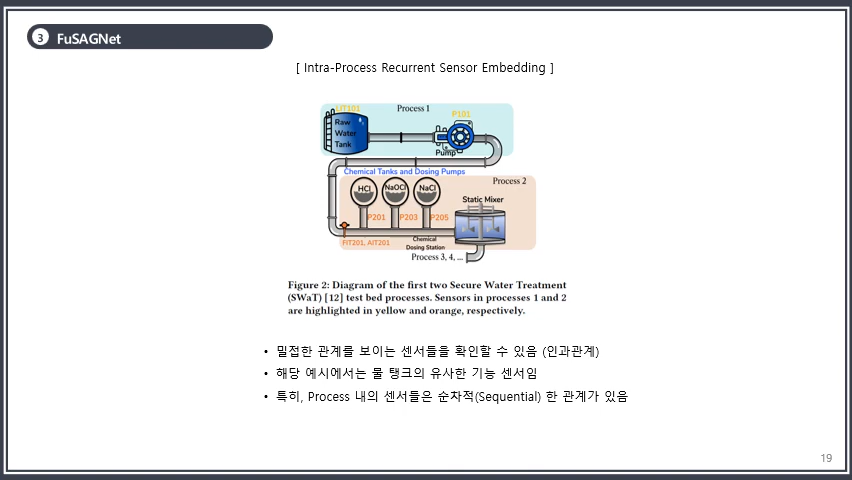 3 FuSAGNet
[ Intra-Process Recurrent Sensor Embedding ]
LIT101
Process 1
P101
Raw
Water
Tank
Pump
Chemical Tanks and Dosing Pumps
Process 2
HCl NaOCl NaCl
Static Mixer
P201 P203 P205
FIT201, AIT201
Chemical
Dosing Station
Process 3, 4, ...
Figure 2: Diagram of the first two Secure Water Treatment
(SWaT) [12] test bed processes. Sensors in processes 1 and 2
are highlighted in yellow and orange, respectively.
• 밀접한 관계를 보이는 센서들을 확인할 수 있음 (인과관계)
• 해당 예시에서는 물 탱크의 유사한 기능 센서임
• 특히, Process 내의 센서들은 순차적(Sequential) 한 관계가 있음
19